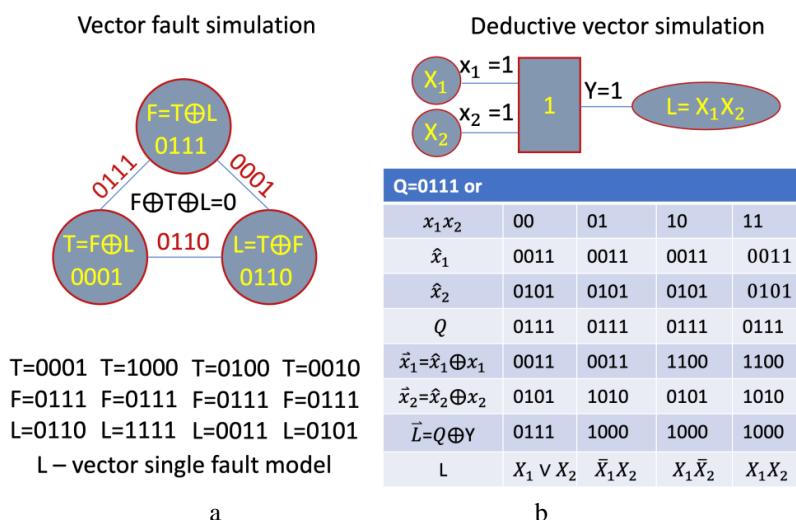 Vector fault simulation
F=T⊕L
0111
0111
0001
F⊕T⊕L=0
T=F⊕L
0001
0110
L=T⊕F
0110
T=0001 T=1000 T=0100 T=0010
F=0111 F=0111 F=0111 F=0111
L=0110 L=1111 L=0011 L=0101
L – vector single fault model
a
Deductive vector simulation
X₁
x₁ =1
X₂
x₂ =1
1
Y=1
L= X₁X₂
Q=0111 or
x₁x₂ 00 01 10 11
x̂₁ 0011 0011 0011 0011
x̂₂ 0101 0101 0101 0101
Q 0111 0111 0111 0111
x⃗₁=x̂₁⊕x₁ 0011 0011 1100 1100
x⃗₂=x̂₂⊕x₂ 0101 1010 0101 1010
L⃗=Q⊕Y 0111 1000 1000 1000
L X₁ ∨ X₂ X̄₁X₂ X₁X̄₂ X₁X₂
b